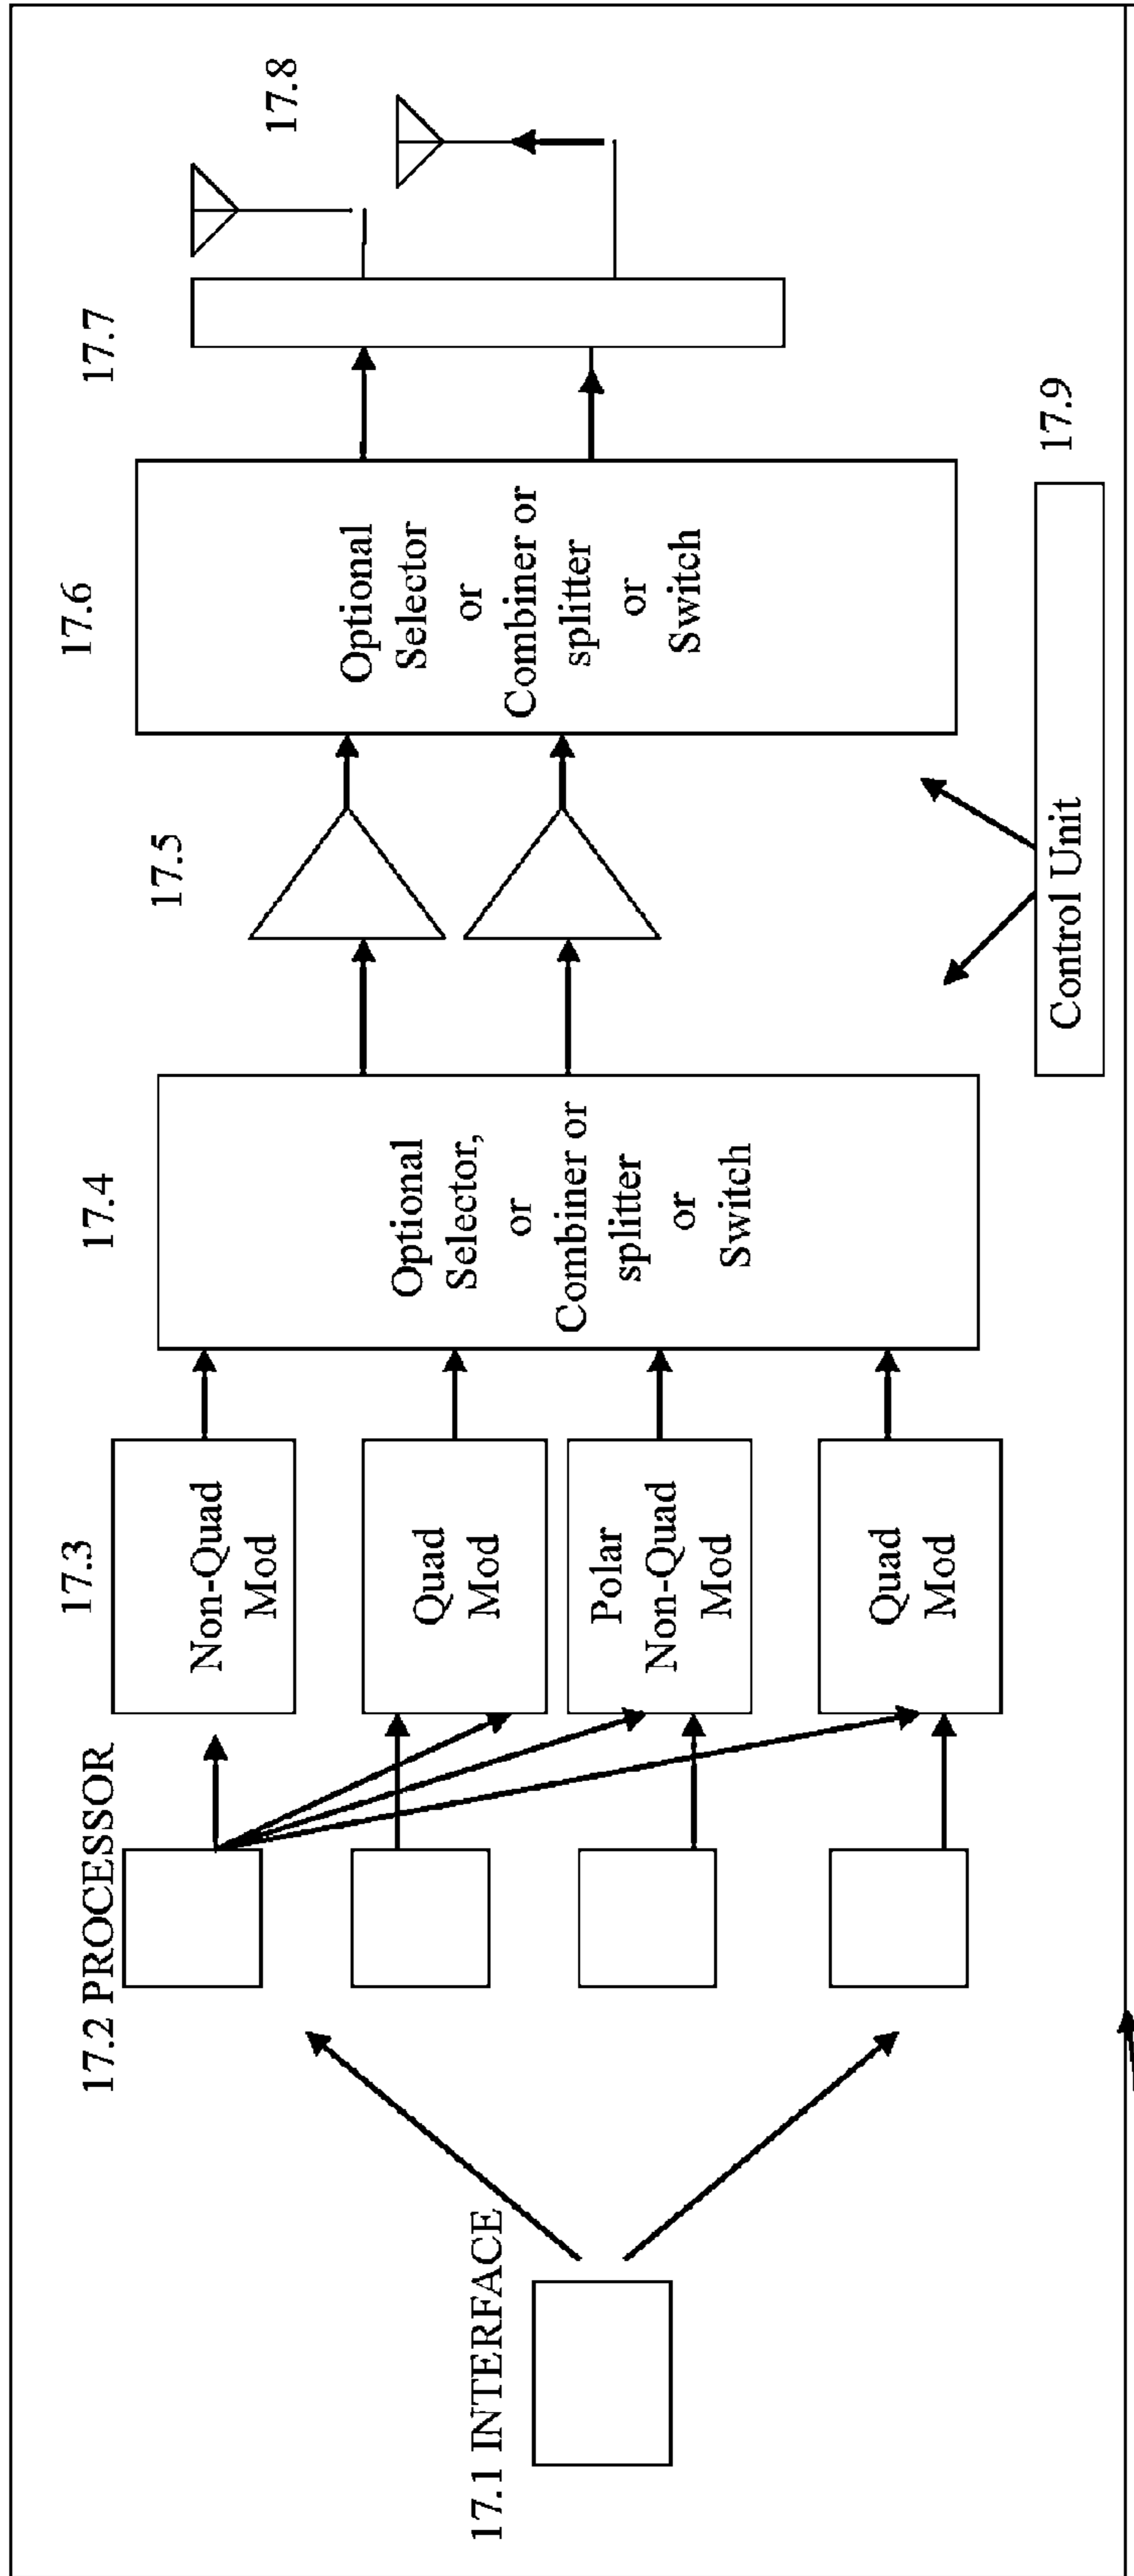 17.1 INTERFACE
17.2 PROCESSOR
17.3
Non-Quad
Mod
Quad
Mod
Polar
Non-Quad
Mod
Quad
Mod
17.4
Optional
Selector,
or
Combiner or
splitter
or
Switch
17.5
17.6
Optional
Selector
or
Combiner or
splitter
or
Switch
17.7
17.8
Control Unit
17.9